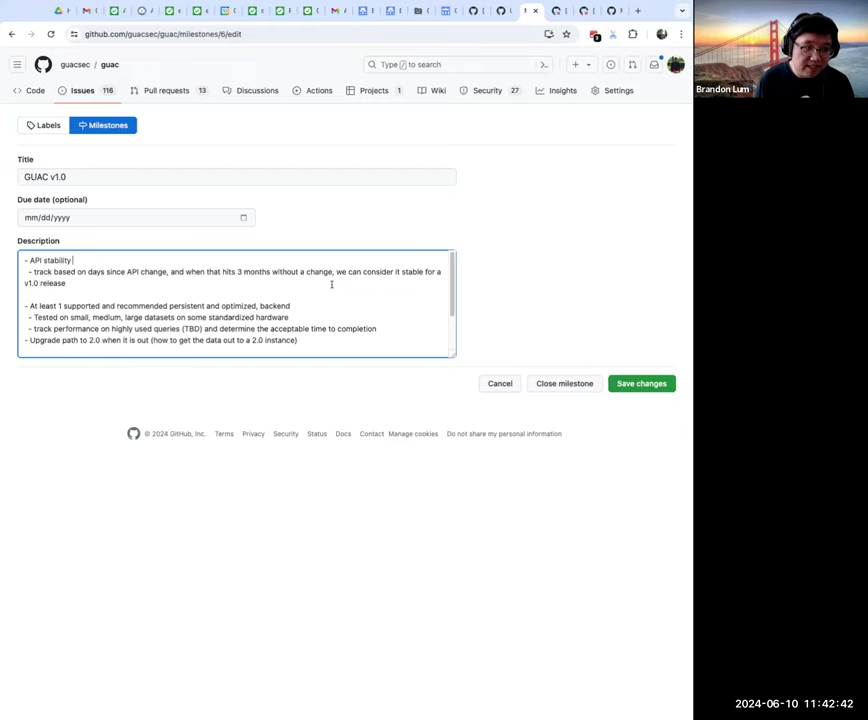 github.com/guacsec/guac/milestones/6/edit
guacsec / guac
Type / to search
Code
Issues 116
Pull requests 13
Discussions
Actions
Projects 1
Wiki
Security 27
Insights
Settings
Labels
Milestones
Title
GUAC v1.0
Due date (optional)
mm/dd/yyyy
Description
- API stability
- track based on days since API change, and when that hits 3 months without a change, we can consider it stable for a
v1.0 release
- At least 1 supported and recommended persistent and optimized, backend
- Tested on small, medium, large datasets on some standardized hardware
- track performance on highly used queries (TBD) and determine the acceptable time to completion
- Upgrade path to 2.0 when it is out (how to get the data out to a 2.0 instance)
Cancel
Close milestone
Save changes
© 2024 GitHub, Inc.
Terms
Privacy
Security
Status
Docs
Contact
Manage cookies
Do not share my personal information
Brandon Lum
2024-06-10 11:42:42